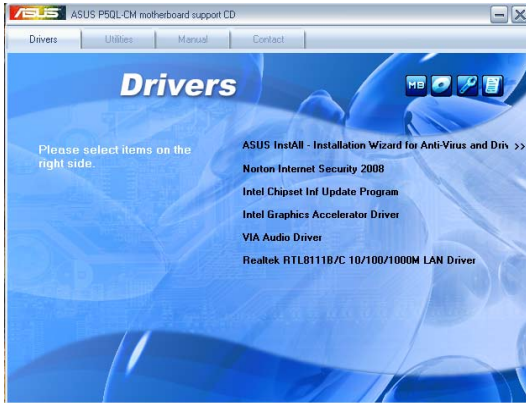 ASUS ASUS P5QL-CM motherboard support CD
Drivers Utilities Manual Contact
Drivers
MB
Please select items on the
right side.
ASUS InstAll - Installation Wizard for Anti-Virus and Driv >>
Norton Internet Security 2008
Intel Chipset Inf Update Program
Intel Graphics Accelerator Driver
VIA Audio Driver
Realtek RTL8111B/C 10/100/1000M LAN Driver